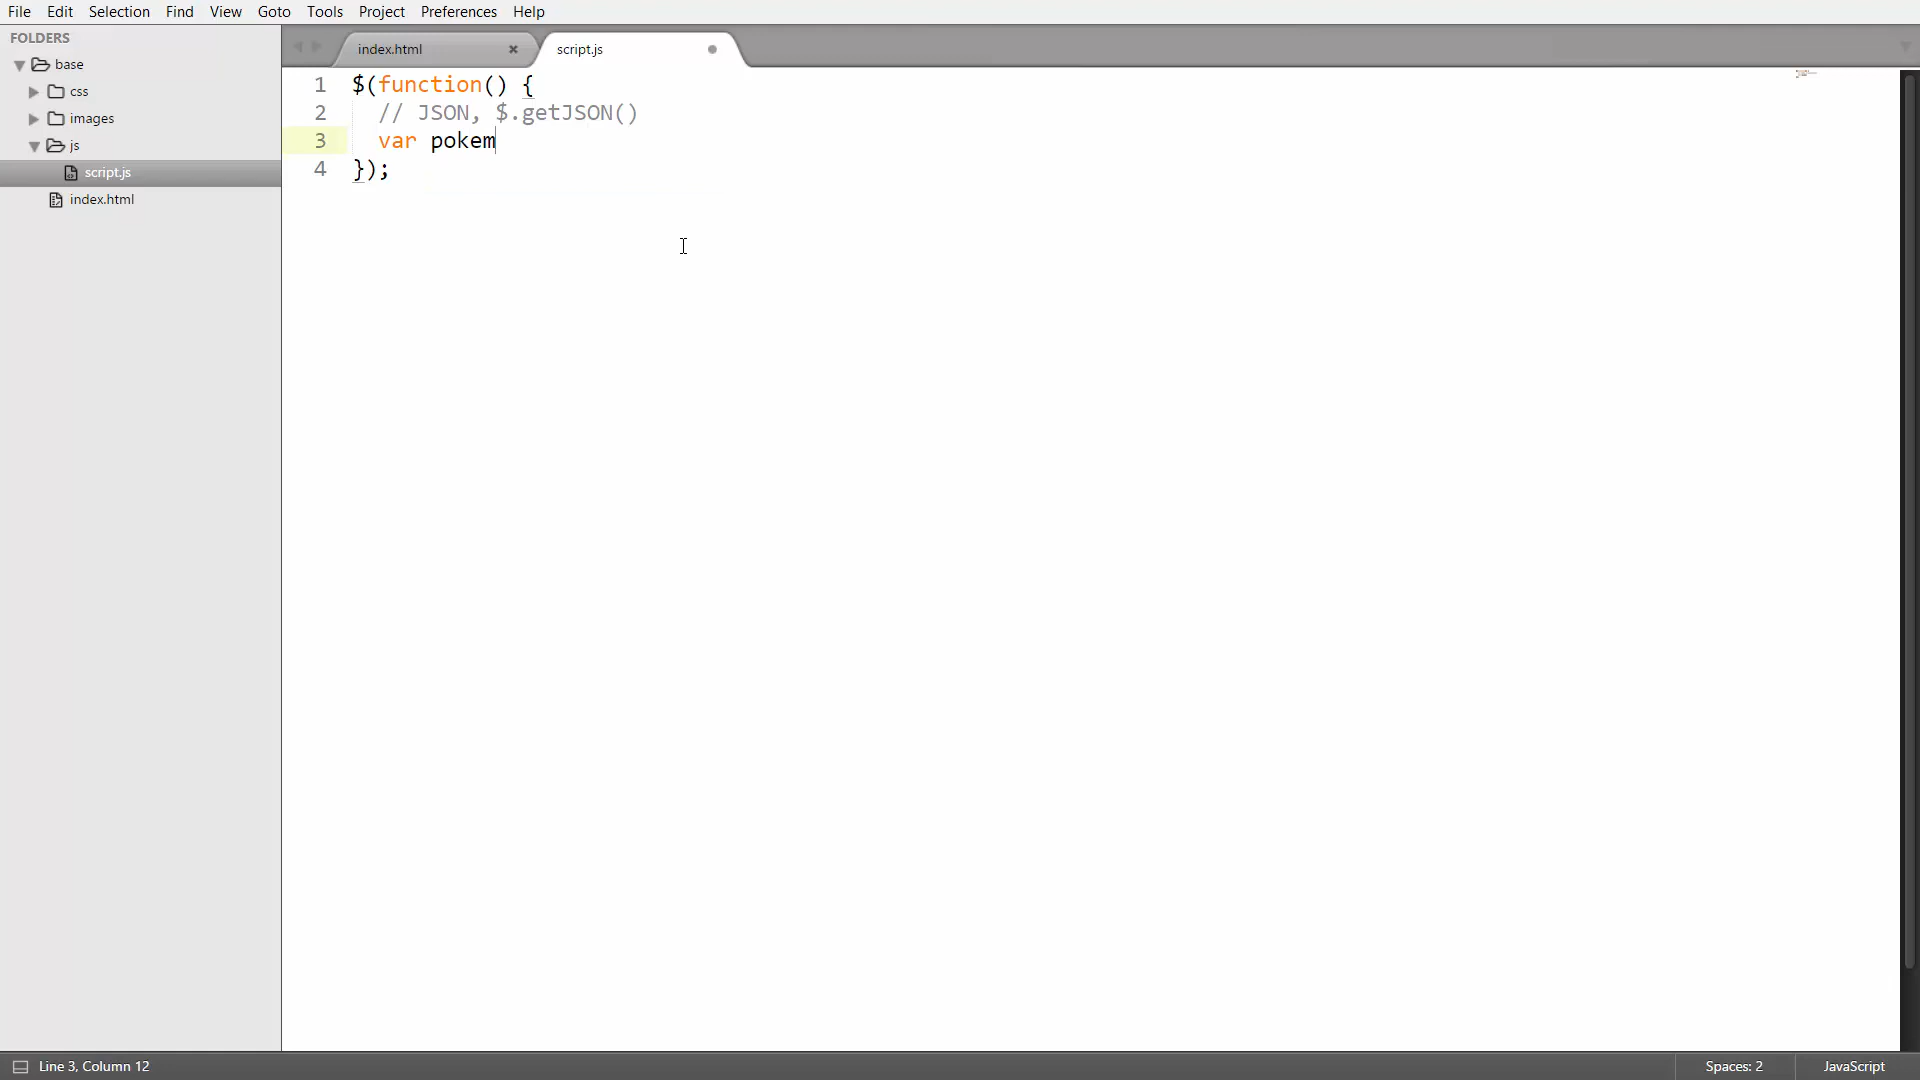 File Edit Selection Find View Goto Tools Project Preferences Help
FOLDERS
base
css
images
js
script.js
index.html
index.html script.js
1 $(function() {
2 // JSON, $.getJSON()
3 var pokem
4 });
Line 3, Column 12 Spaces: 2 JavaScript